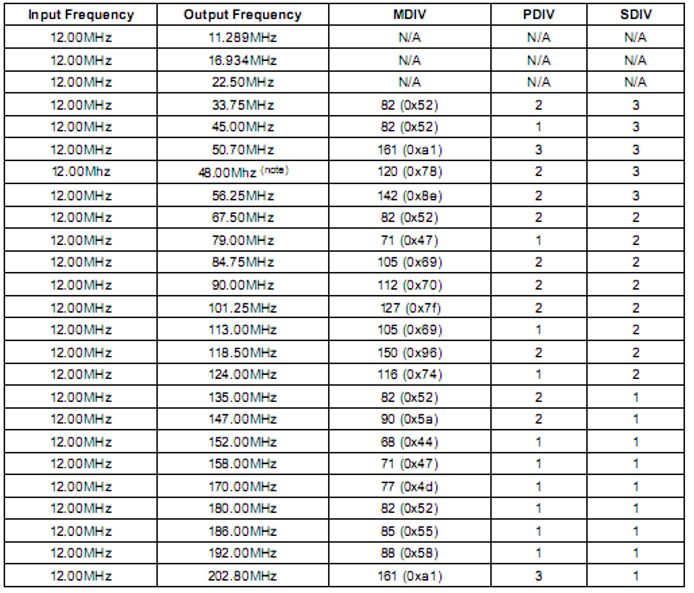 Input Frequency Output Frequency MDIV PDIV SDIV
12.00MHz 11.289MHz N/A N/A N/A
12.00MHz 16.934MHz N/A N/A N/A
12.00MHz 22.50MHz N/A N/A N/A
12.00MHz 33.75MHz 82 (0x52) 2 3
12.00MHz 45.00MHz 82 (0x52) 1 3
12.00MHz 50.70MHz 161 (0xa1) 3 3
12.00Mhz 48.00Mhz (note) 120 (0x78) 2 3
12.00MHz 56.25MHz 142 (0x8e) 2 3
12.00MHz 67.50MHz 82 (0x52) 2 2
12.00MHz 79.00MHz 71 (0x47) 1 2
12.00MHz 84.75MHz 105 (0x69) 2 2
12.00MHz 90.00MHz 112 (0x70) 2 2
12.00MHz 101.25MHz 127 (0x7f) 2 2
12.00MHz 113.00MHz 105 (0x69) 1 2
12.00MHz 118.50MHz 150 (0x96) 2 2
12.00MHz 124.00MHz 116 (0x74) 1 2
12.00MHz 135.00MHz 82 (0x52) 2 1
12.00MHz 147.00MHz 90 (0x5a) 2 1
12.00MHz 152.00MHz 68 (0x44) 1 1
12.00MHz 158.00MHz 71 (0x47) 1 1
12.00MHz 170.00MHz 77 (0x4d) 1 1
12.00MHz 180.00MHz 82 (0x52) 1 1
12.00MHz 186.00MHz 85 (0x55) 1 1
12.00MHz 192.00MHz 88 (0x58) 1 1
12.00MHz 202.80MHz 161 (0xa1) 3 1